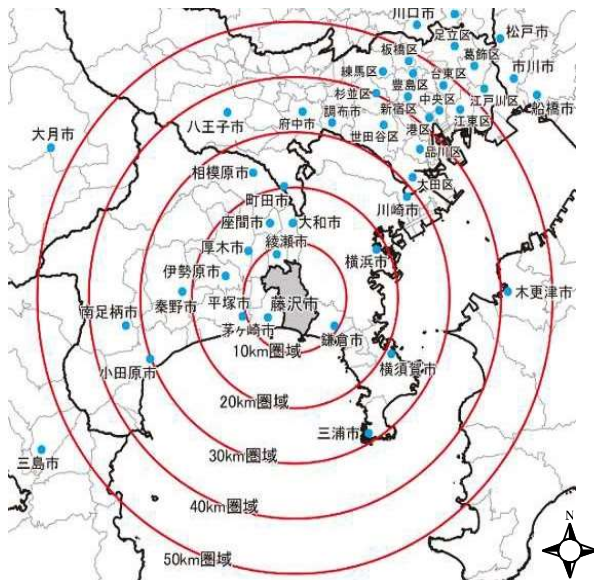 川口市
足立区
松戸市
板橋区
葛飾区
練馬区
台東区
市川市
豊島区
杉並区
中央区
江戸川区
新宿区
船橋市
大月市
八王子市
府中市
調布市
世田谷区
港区
江東区
品川区
相模原市
太田区
町田市
川崎市
座間市
大和市
綾瀬市
厚木市
横浜市
伊勢原市
木更津市
秦野市
平塚市
藤沢市
南足柄市
茅ヶ崎市
鎌倉市
10km圏域
小田原市
横須賀市
20km圏域
三浦市
30km圏域
三島市
40km圏域
N
50km圏域